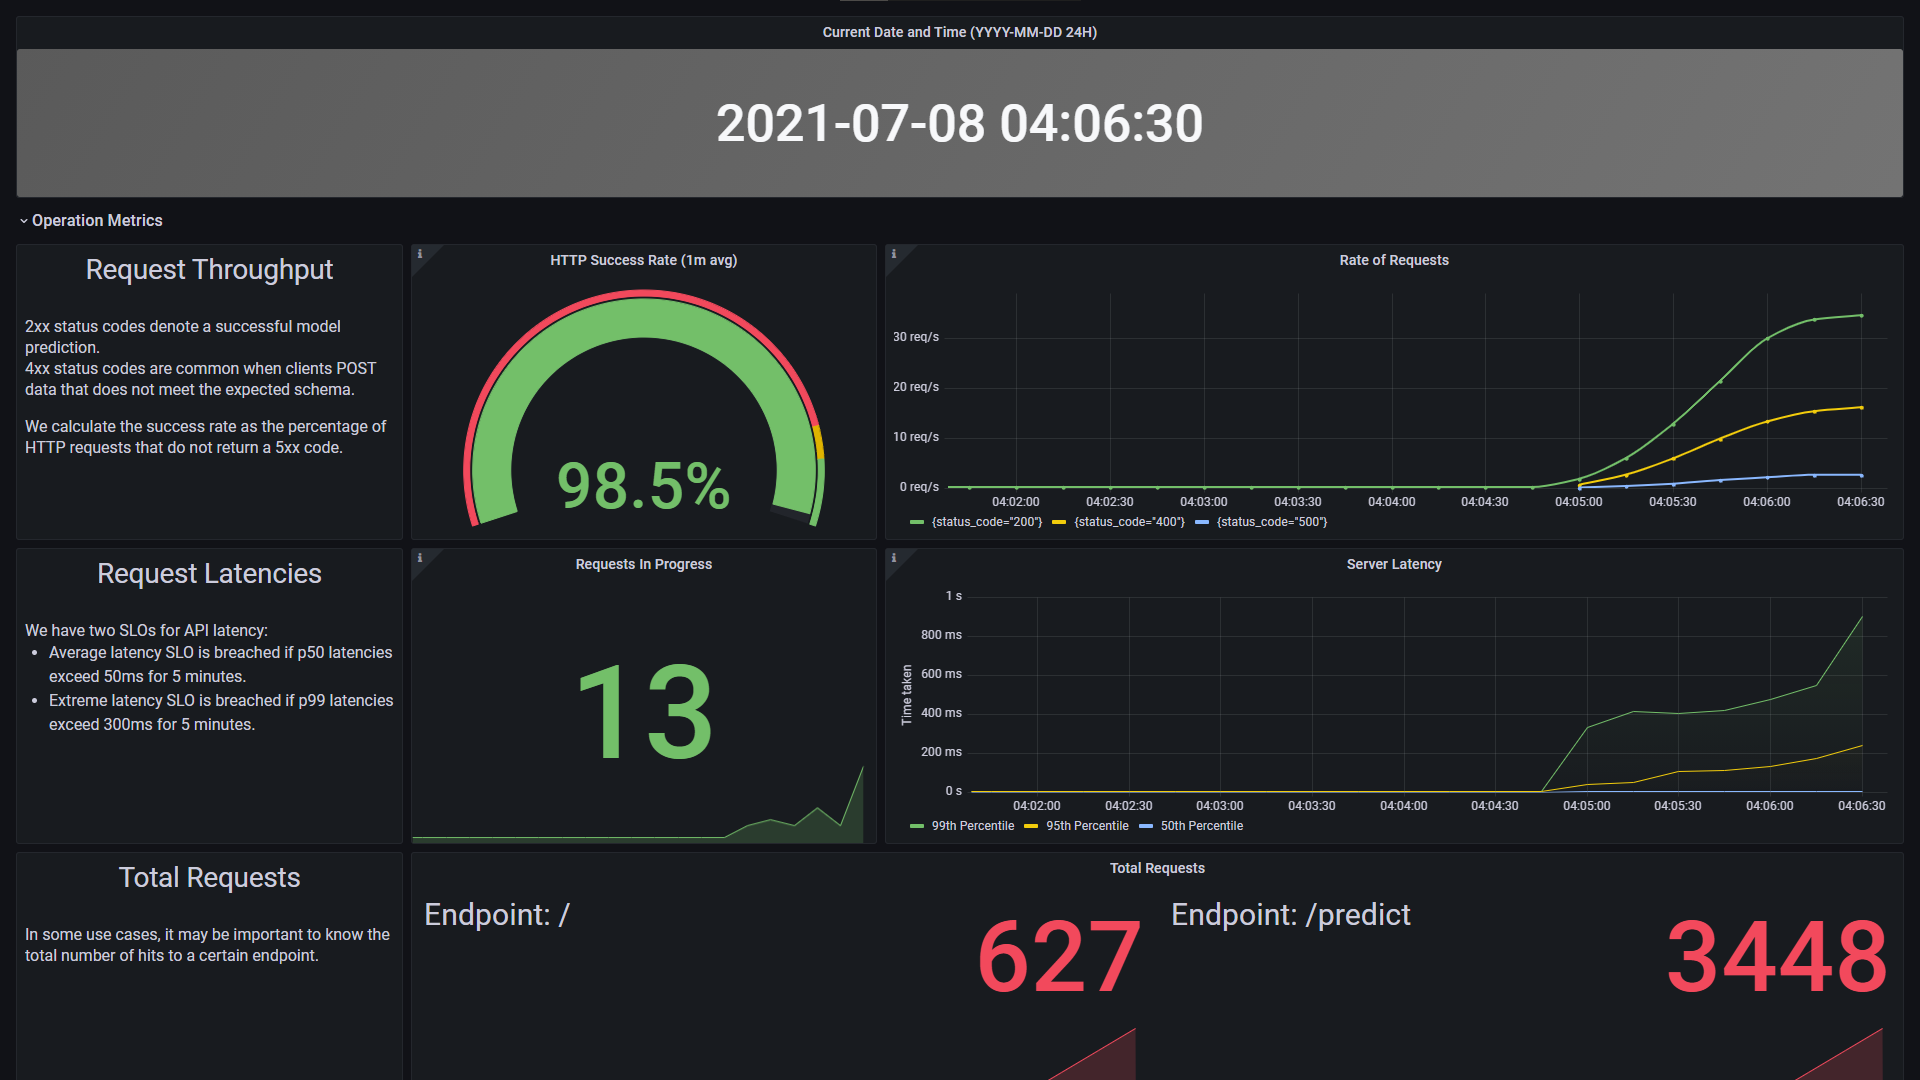 Current Date and Time (YYYY-MM-DD 24H)
2021-07-08 04:06:30
Operation Metrics
Request Throughput
2xx status codes denote a successful model
prediction.
4xx status codes are common when clients POST
data that does not meet the expected schema.
We calculate the success rate as the percentage of
HTTP requests that do not return a 5xx code.
HTTP Success Rate (1m avg)
98.5%
Rate of Requests
30 req/s
20 req/s
10 req/s
0 req/s
04:02:00 04:02:30 04:03:00 04:03:30 04:04:00 04:04:30 04:05:00 04:05:30 04:06:00 04:06:30
{status_code="200"} {status_code="400"} {status_code="500"}
Request Latencies
We have two SLOs for API latency:
• Average latency SLO is breached if p50 latencies
exceed 50ms for 5 minutes.
• Extreme latency SLO is breached if p99 latencies
exceed 300ms for 5 minutes.
Requests In Progress
13
Server Latency
Time taken
1 s
800 ms
600 ms
400 ms
200 ms
0 s
04:02:00 04:02:30 04:03:00 04:03:30 04:04:00 04:04:30 04:05:00 04:05:30 04:06:00 04:06:30
99th Percentile 95th Percentile 50th Percentile
Total Requests
In some use cases, it may be important to know the
total number of hits to a certain endpoint.
Total Requests
Endpoint: /
627
Endpoint: /predict
3448